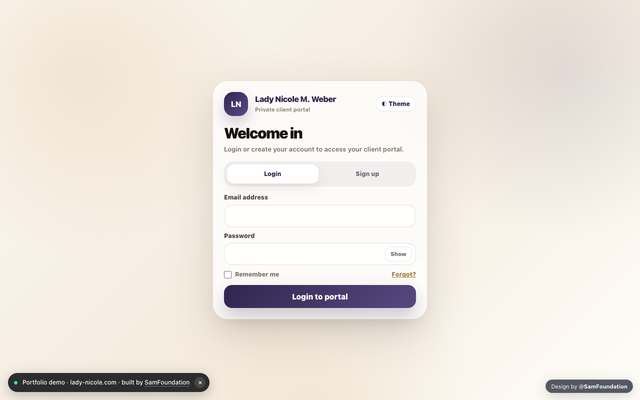 LN
Lady Nicole M. Weber
Private client portal
Theme
Welcome in
Login or create your account to access your client portal.
Login
Sign up
Email address
Password
Show
Remember me
Forgot?
Login to portal
Portfolio demo · lady-nicole.com · built by SamFoundation ×
Design by @SamFoundation